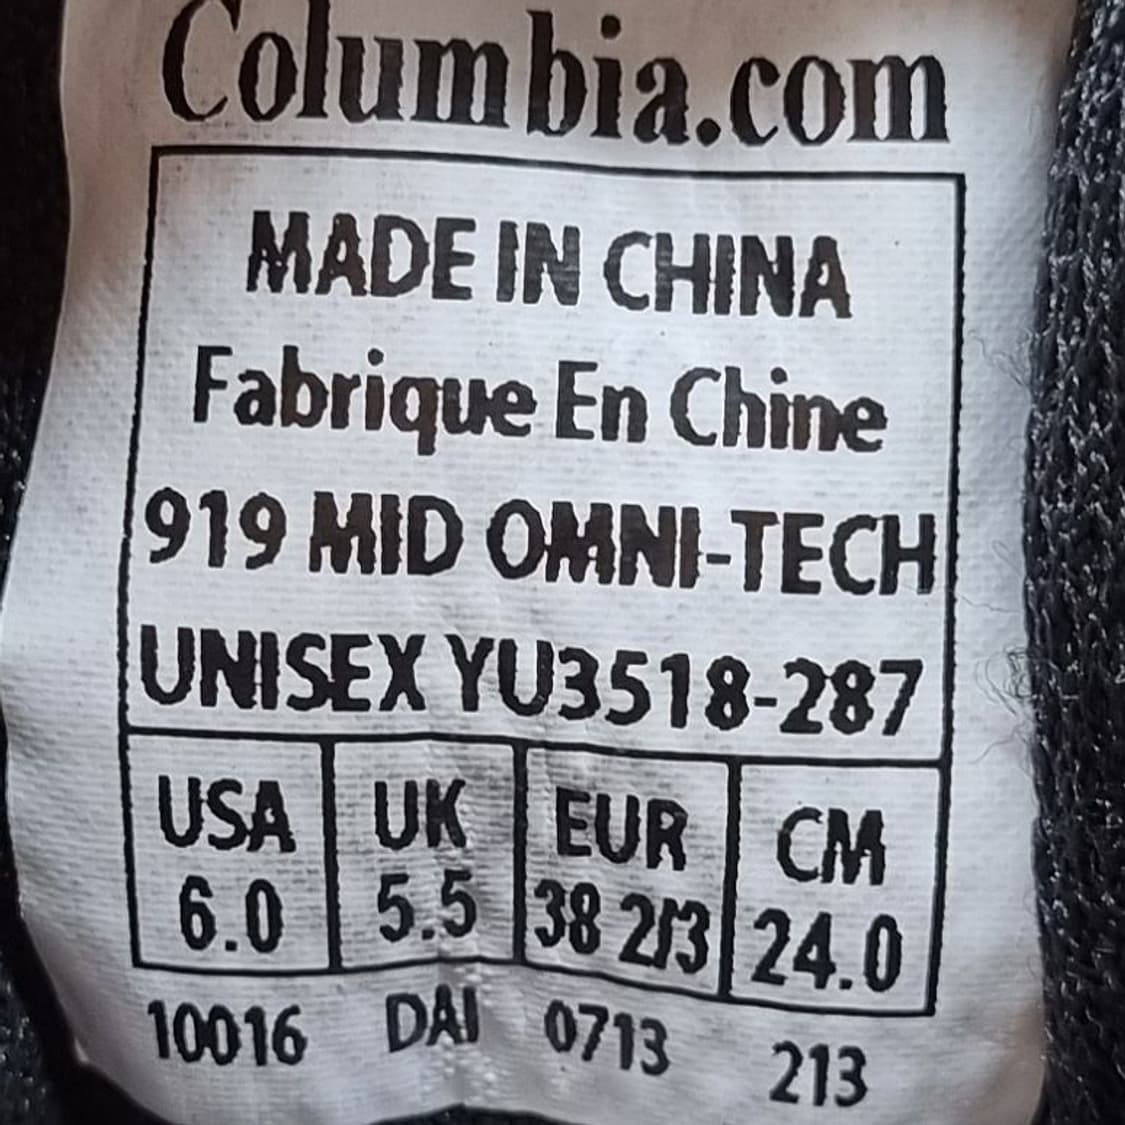 Columbia.com
MADE IN CHINA
Fabrique En Chine
919 MID OMNI-TECH
UNISEX YU3518-287
USA UK EUR CM
6.0 5.5 38 2/3 24.0
10016 DAI 0713 213